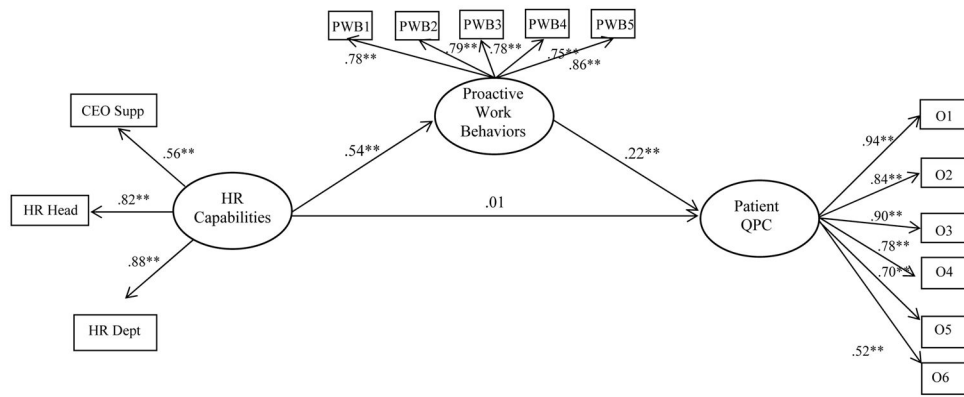 PWB1 PWB2 PWB3 PWB4 PWB5
.78** .79** .78** .75** .86**
Proactive
Work
Behaviors
CEO Supp
.56**
HR Head
.82**
HR
Capabilities
.88**
HR Dept
.54**
.22**
.01
Patient
QPC
.94**
O1
.84**
O2
.90**
O3
.78**
O4
.70**
O5
.52**
O6